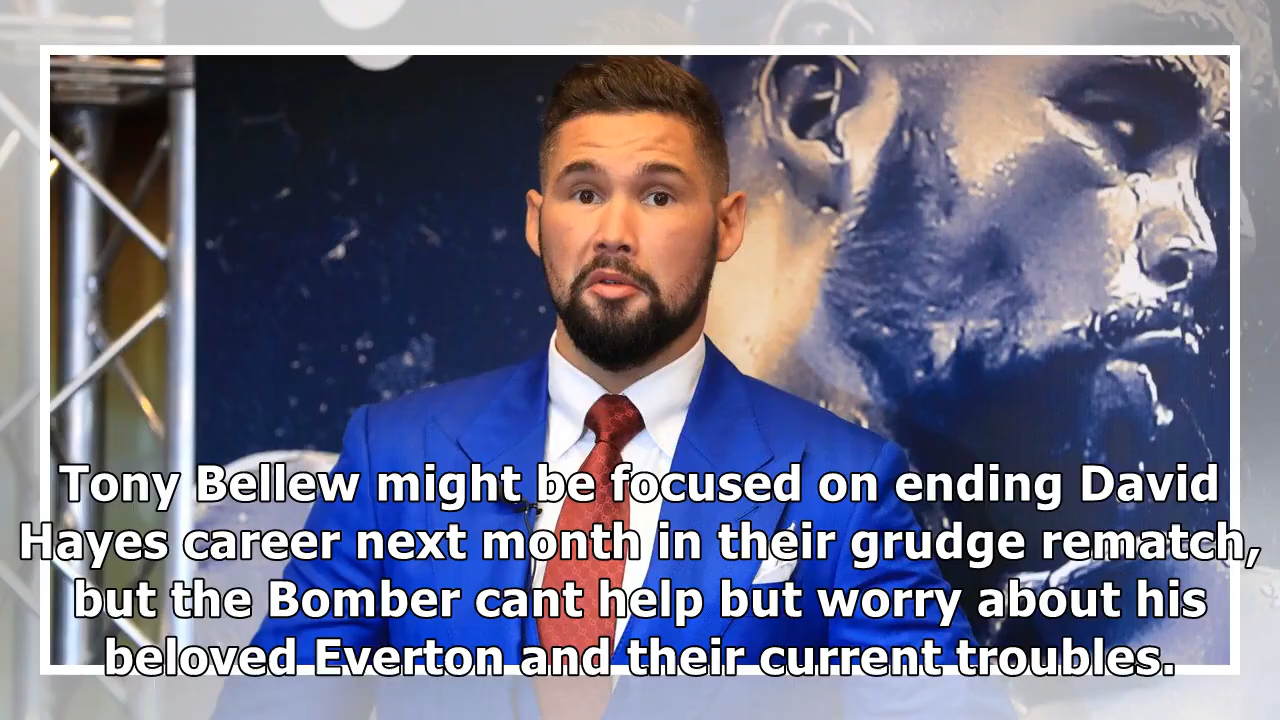 Tony Bellew might be focused on ending David
Hayes career next month in their grudge rematch,
but the Bomber cant help but worry about his
beloved Everton and their current troubles.